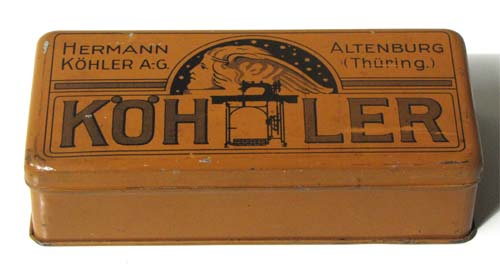 HERMANN
KÖHLER A:G.
ALTENBURG
(Thüring.)
KÖHLER